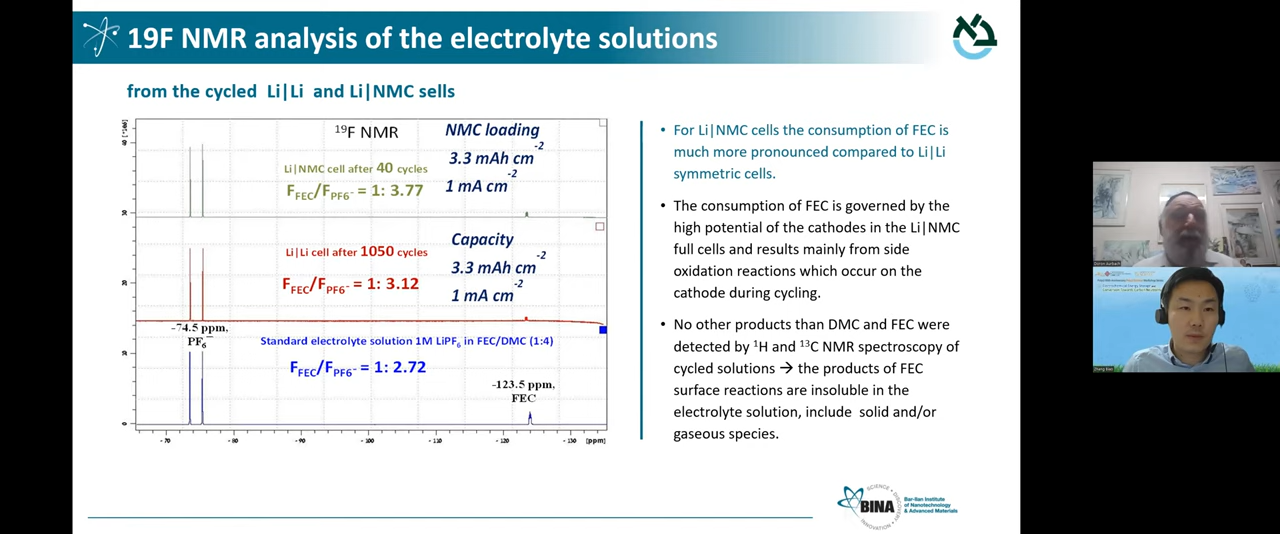 19F NMR analysis of the electrolyte solutions
from the cycled Li|Li and Li|NMC sells
19F NMR
NMC loading
3.3 mAh cm-2
1 mA cm-2
Li|NMC cell after 40 cycles
FFEC/FPF6- = 1: 3.77
Capacity
3.3 mAh cm-2
1 mA cm-2
Li|Li cell after 1050 cycles
FFEC/FPF6- = 1: 3.12
-74.5 ppm,
PF6-
Standard electrolyte solution 1M LiPF6 in FEC/DMC (1:4)
FFEC/FPF6- = 1: 2.72
-123.5 ppm,
FEC
40
30
20
10
0
- 70 - 80 - 90 - 100 - 110 - 120 - 130 [ppm]
• For Li|NMC cells the consumption of FEC is
much more pronounced compared to Li|Li
symmetric cells.
• The consumption of FEC is governed by the
high potential of the cathodes in the Li|NMC
full cells and results mainly from side
oxidation reactions which occur on the
cathode during cycling.
• No other products than DMC and FEC were
detected by 1H and 13C NMR spectroscopy of
cycled solutions → the products of FEC
surface reactions are insoluble in the
electrolyte solution, include solid and/or
gaseous species.
BINA
SCIENCE • DISCOVERY
INNOVATION
Bar-Ilan Institute
of Nanotechnology
& Advanced Materials